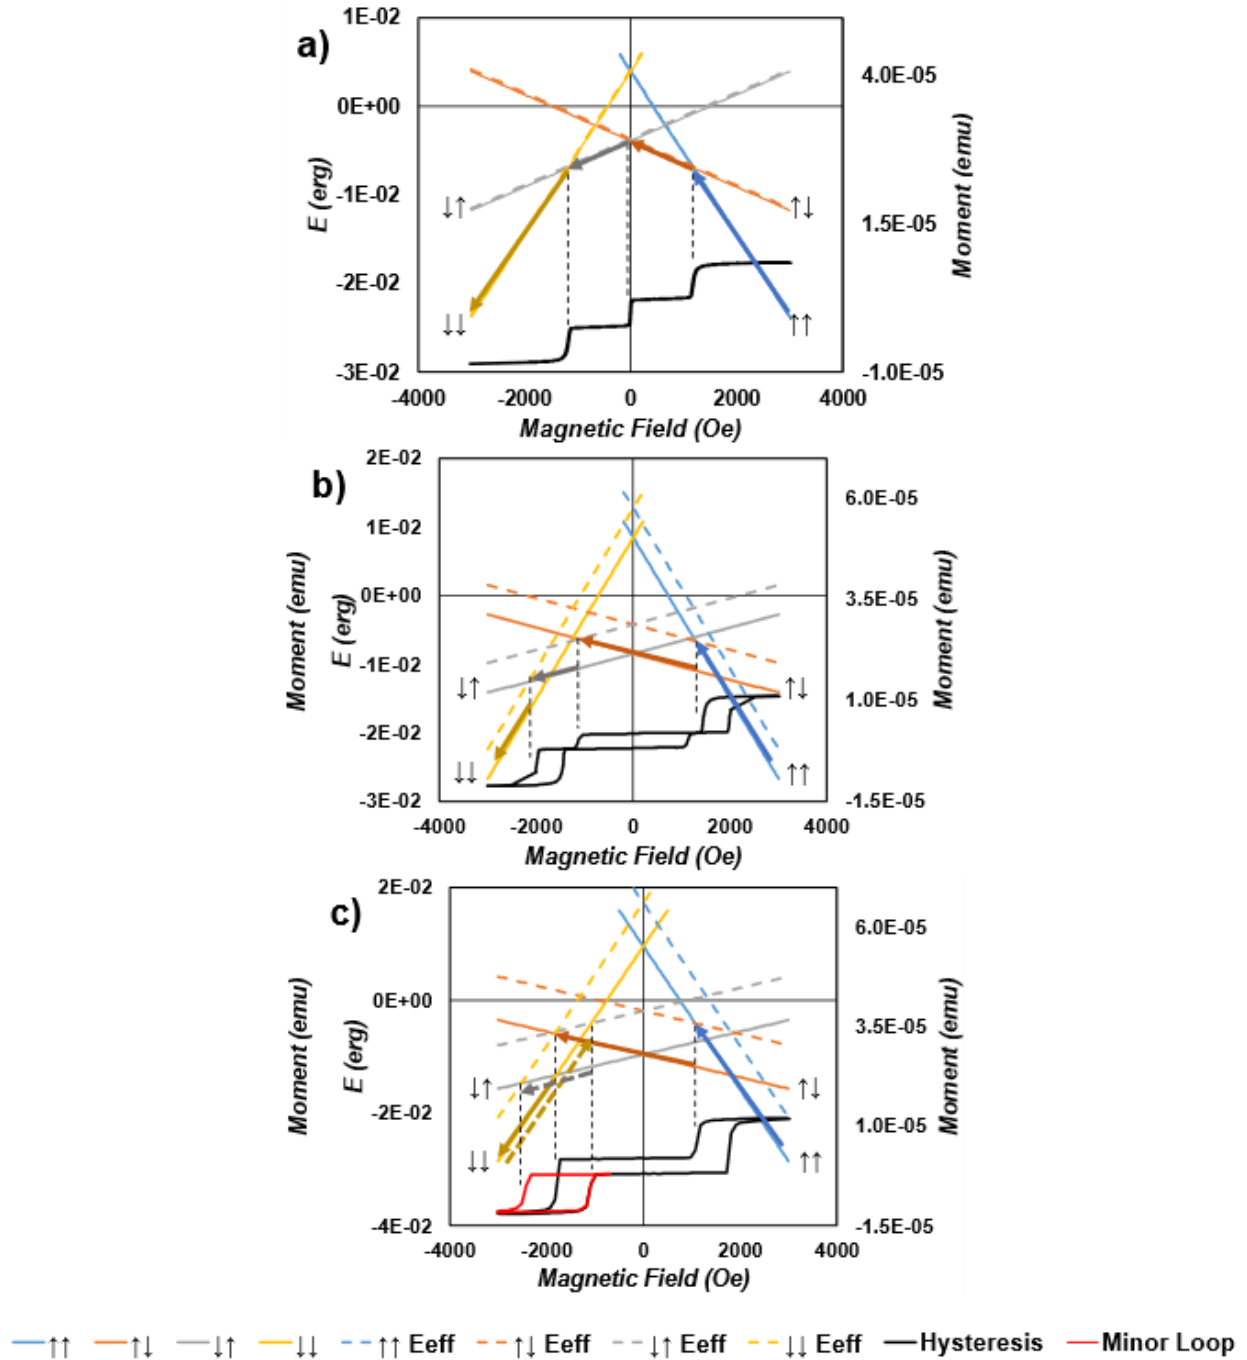 a)
1E-02
0E+00
-1E-02
-2E-02
-3E-02
E (erg)
4.0E-05
1.5E-05
-1.0E-05
Moment (emu)
↓↑
↑↓
↓↓
↑↑
-4000 -2000 0 2000 4000
Magnetic Field (Oe)
b)
2E-02
1E-02
0E+00
-1E-02
-2E-02
-3E-02
Moment (emu)
E (erg)
6.0E-05
3.5E-05
1.0E-05
-1.5E-05
Moment (emu)
↓↑
↑↓
↓↓
↑↑
-4000 -2000 0 2000 4000
Magnetic Field (Oe)
c)
2E-02
0E+00
-2E-02
-4E-02
Moment (emu)
E (erg)
6.0E-05
3.5E-05
1.0E-05
-1.5E-05
Moment (emu)
↓↑
↑↓
↓↓
↑↑
-4000 -2000 0 2000 4000
Magnetic Field (Oe)
↑↑ ↑↓ ↓↑ ↓↓ ↑↑ Eeff ↑↓ Eeff ↓↑ Eeff ↓↓ Eeff Hysteresis Minor Loop